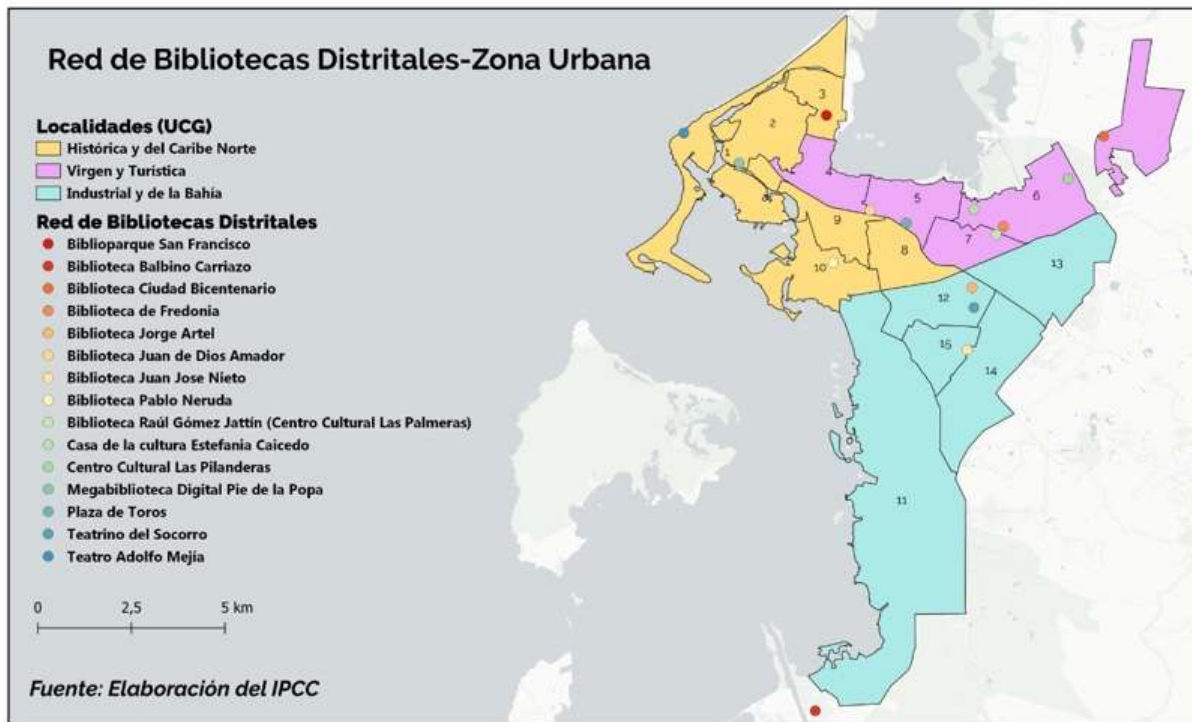 Red de Bibliotecas Distritales-Zona Urbana
Localidades (UCG)
Histórica y del Caribe Norte
Virgen y Turística
Industrial y de la Bahía
Red de Bibliotecas Distritales
Biblioparque San Francisco
Biblioteca Balbino Carriazo
Biblioteca Ciudad Bicentenario
Biblioteca de Fredonia
Biblioteca Jorge Artel
Biblioteca Juan de Dios Amador
Biblioteca Juan Jose Nieto
Biblioteca Pablo Neruda
Biblioteca Raúl Gómez Jattín (Centro Cultural Las Palmeras)
Casa de la cultura Estefania Caicedo
Centro Cultural Las Pilanderas
Megabiblioteca Digital Pie de la Popa
Plaza de Toros
Teatrino del Socorro
Teatro Adolfo Mejía
0 2,5 5 km
Fuente: Elaboración del IPCC
3
2
1
4
5
6
9
7
8
10
13
12
15
14
11